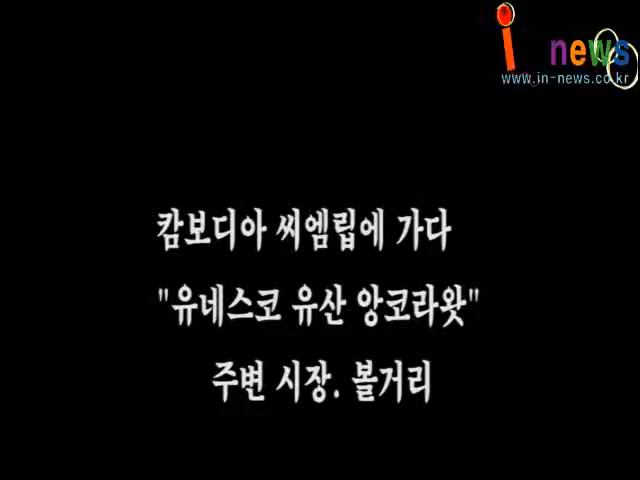 i news
www.in-news.co.kr
캄보디아 씨엠립에 가다
"유네스코 유산 앙코라왓"
주변 시장. 볼거리